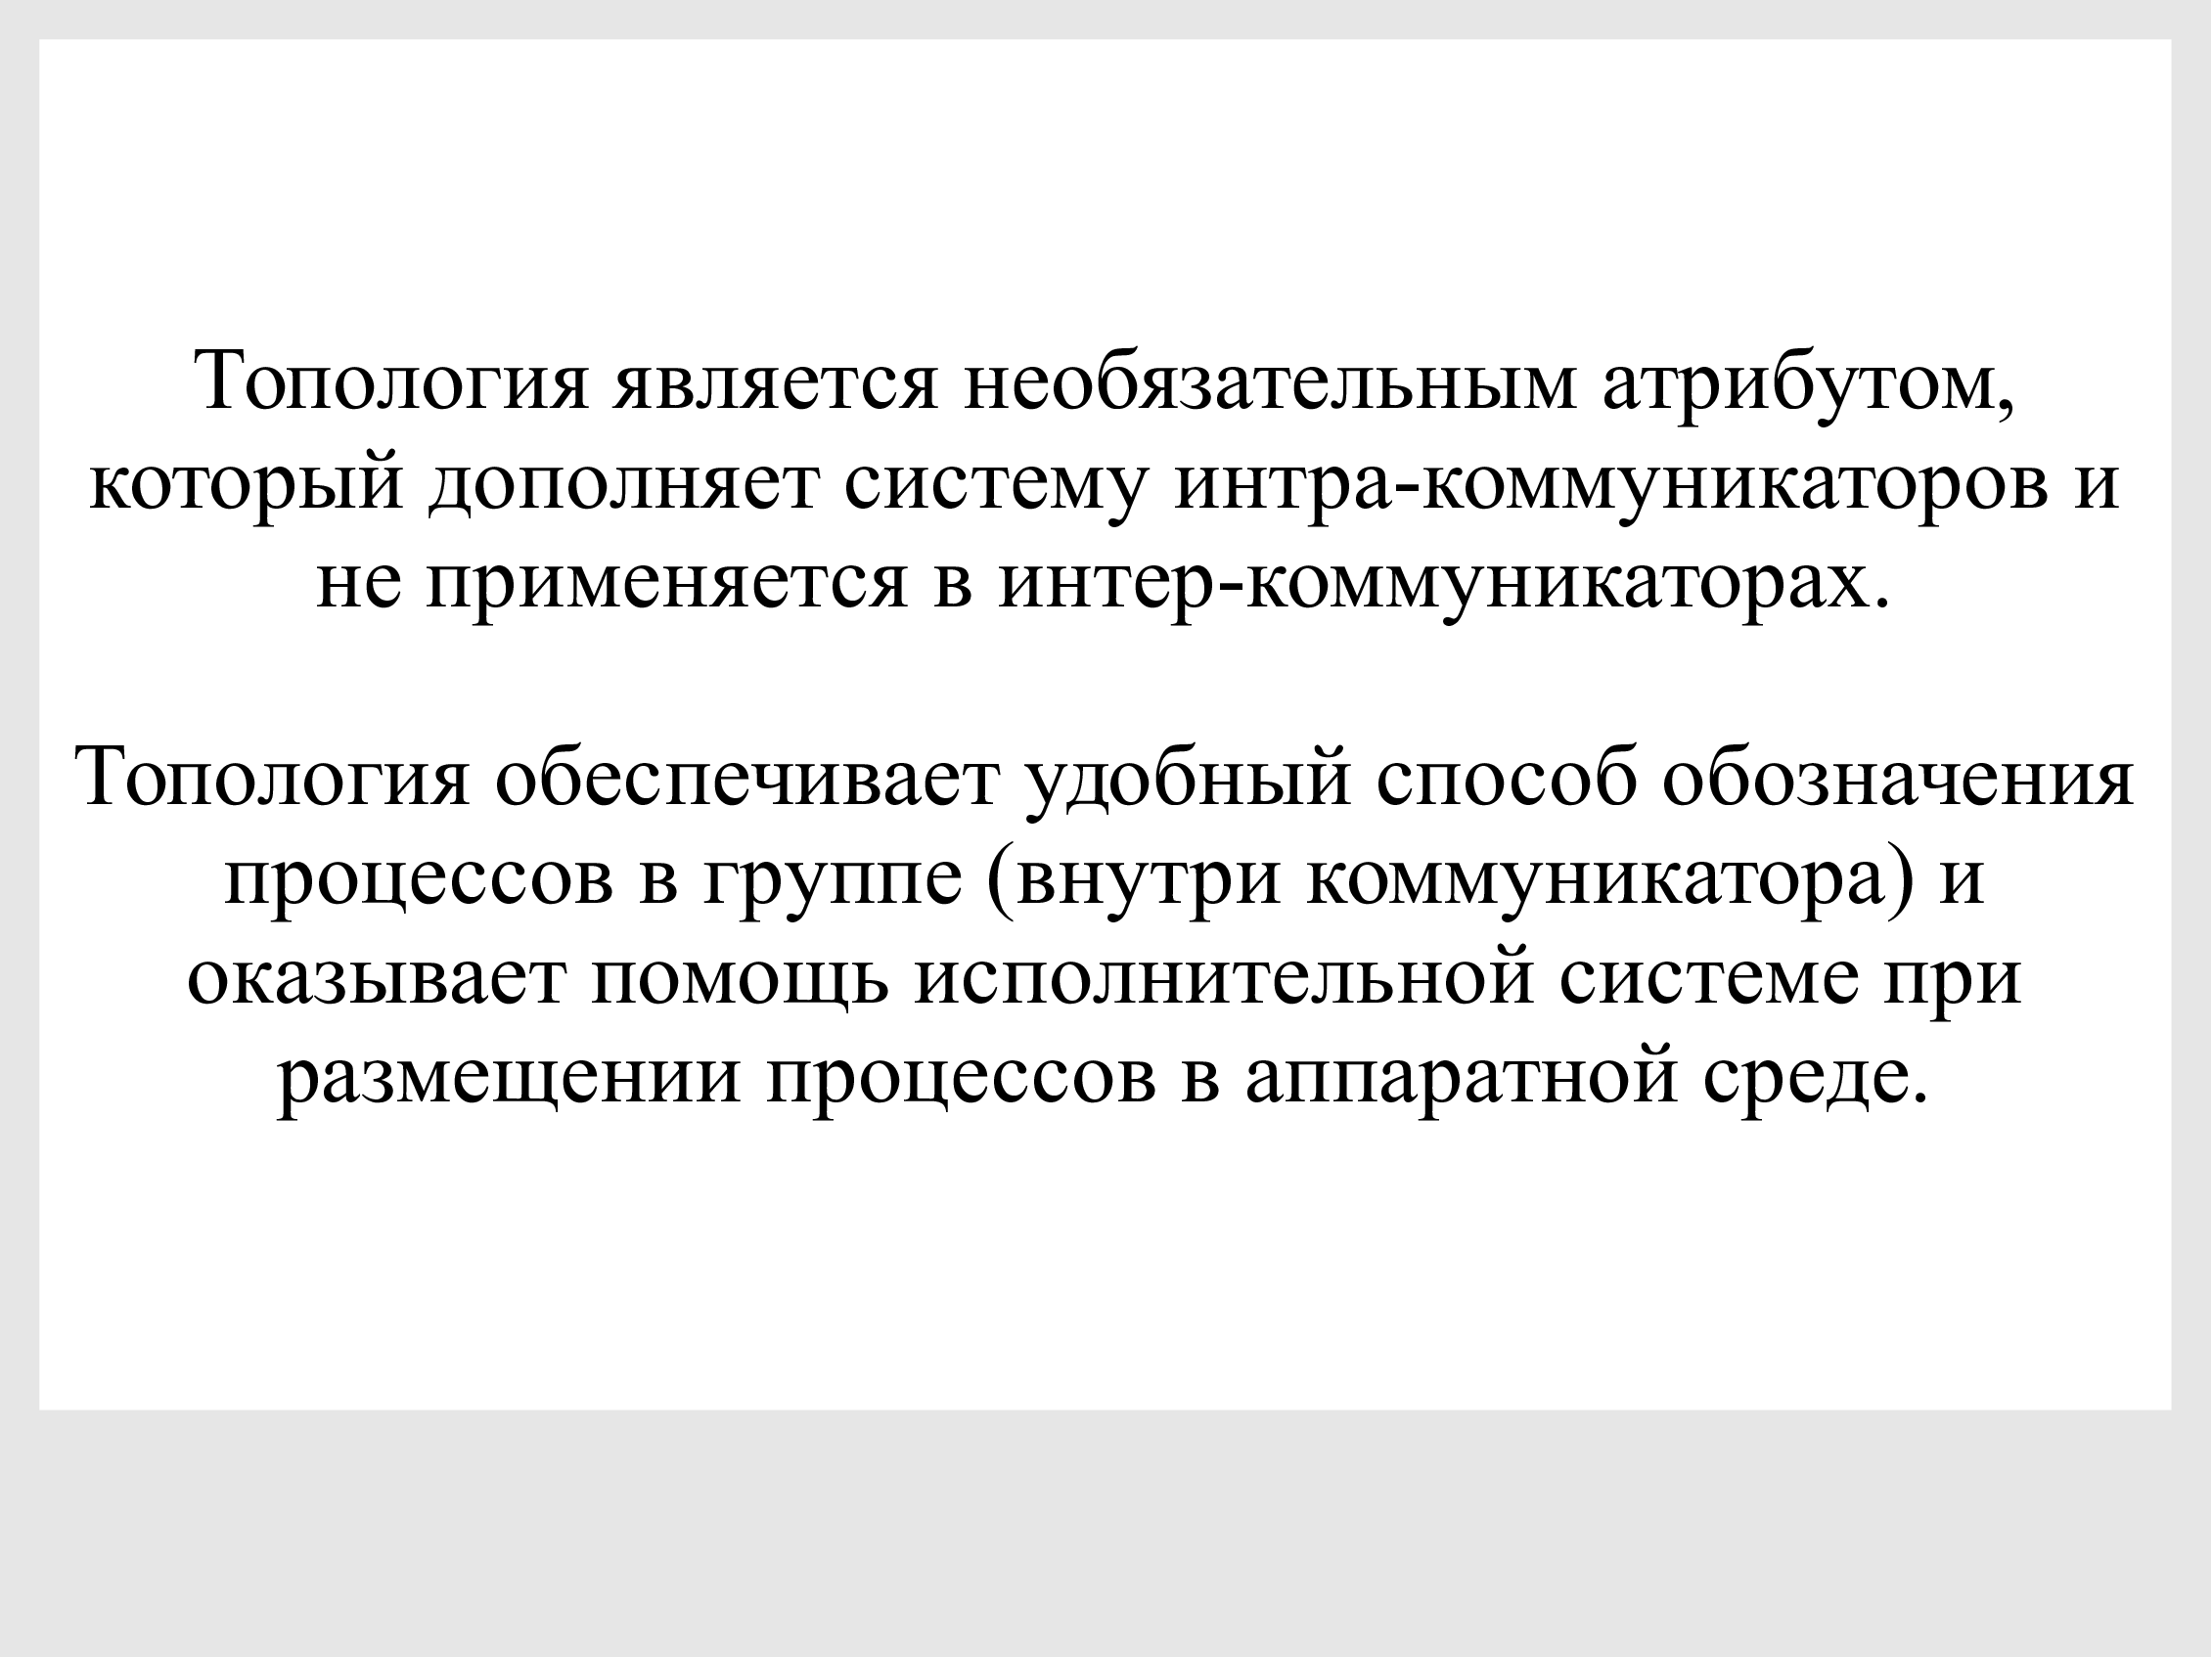 Топология является необязательным атрибутом,
который дополняет систему интра-коммуникаторов и
не применяется в интер-коммуникаторах.
Топология обеспечивает удобный способ обозначения
процессов в группе (внутри коммуникатора) и
оказывает помощь исполнительной системе при
размещении процессов в аппаратной среде.